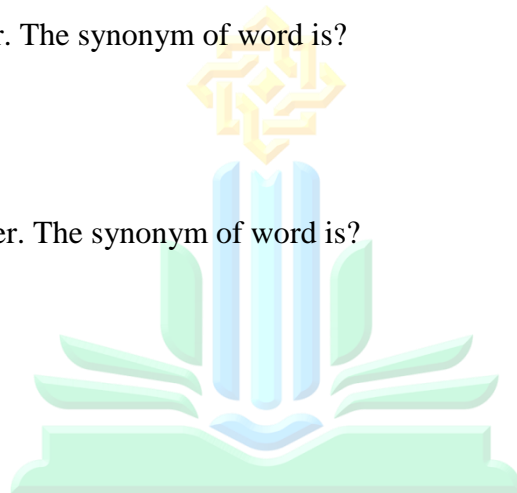 r. The synonym of word is?
er. The synonym of word is?